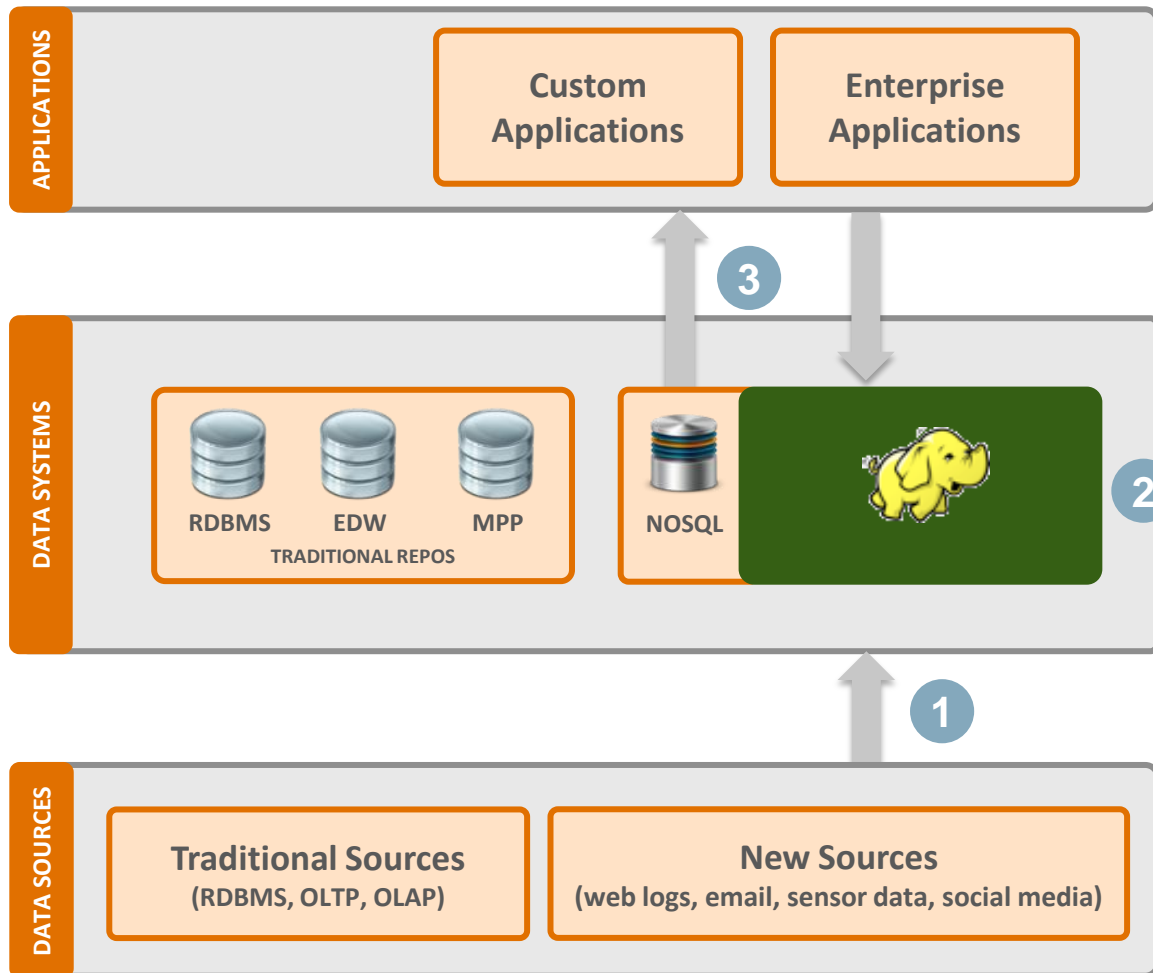 APPLICATIONS
Custom
Applications
Enterprise
Applications
3
DATA SYSTEMS
RDBMS
EDW
MPP
TRADITIONAL REPOS
NOSQL
2
1
DATA SOURCES
Traditional Sources
(RDBMS, OLTP, OLAP)
New Sources
(web logs, email, sensor data, social media)